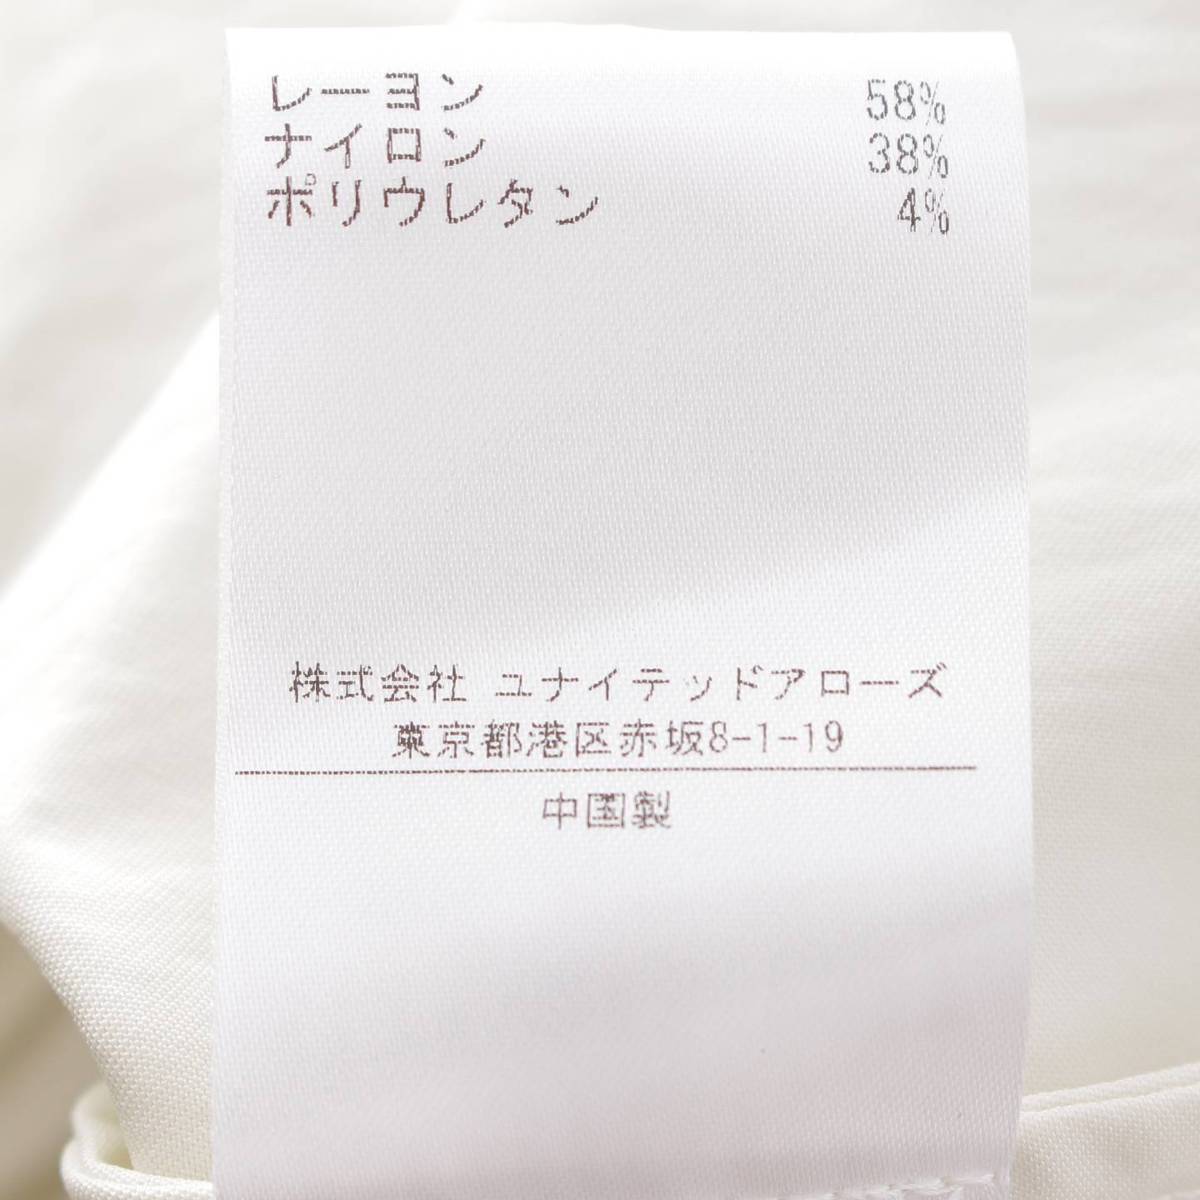 レーヨン 58%
ナイロン 38%
ポリウレタン 4%
株式会社 ユナイテッドアローズ
東京都港区赤坂8-1-19
中国製